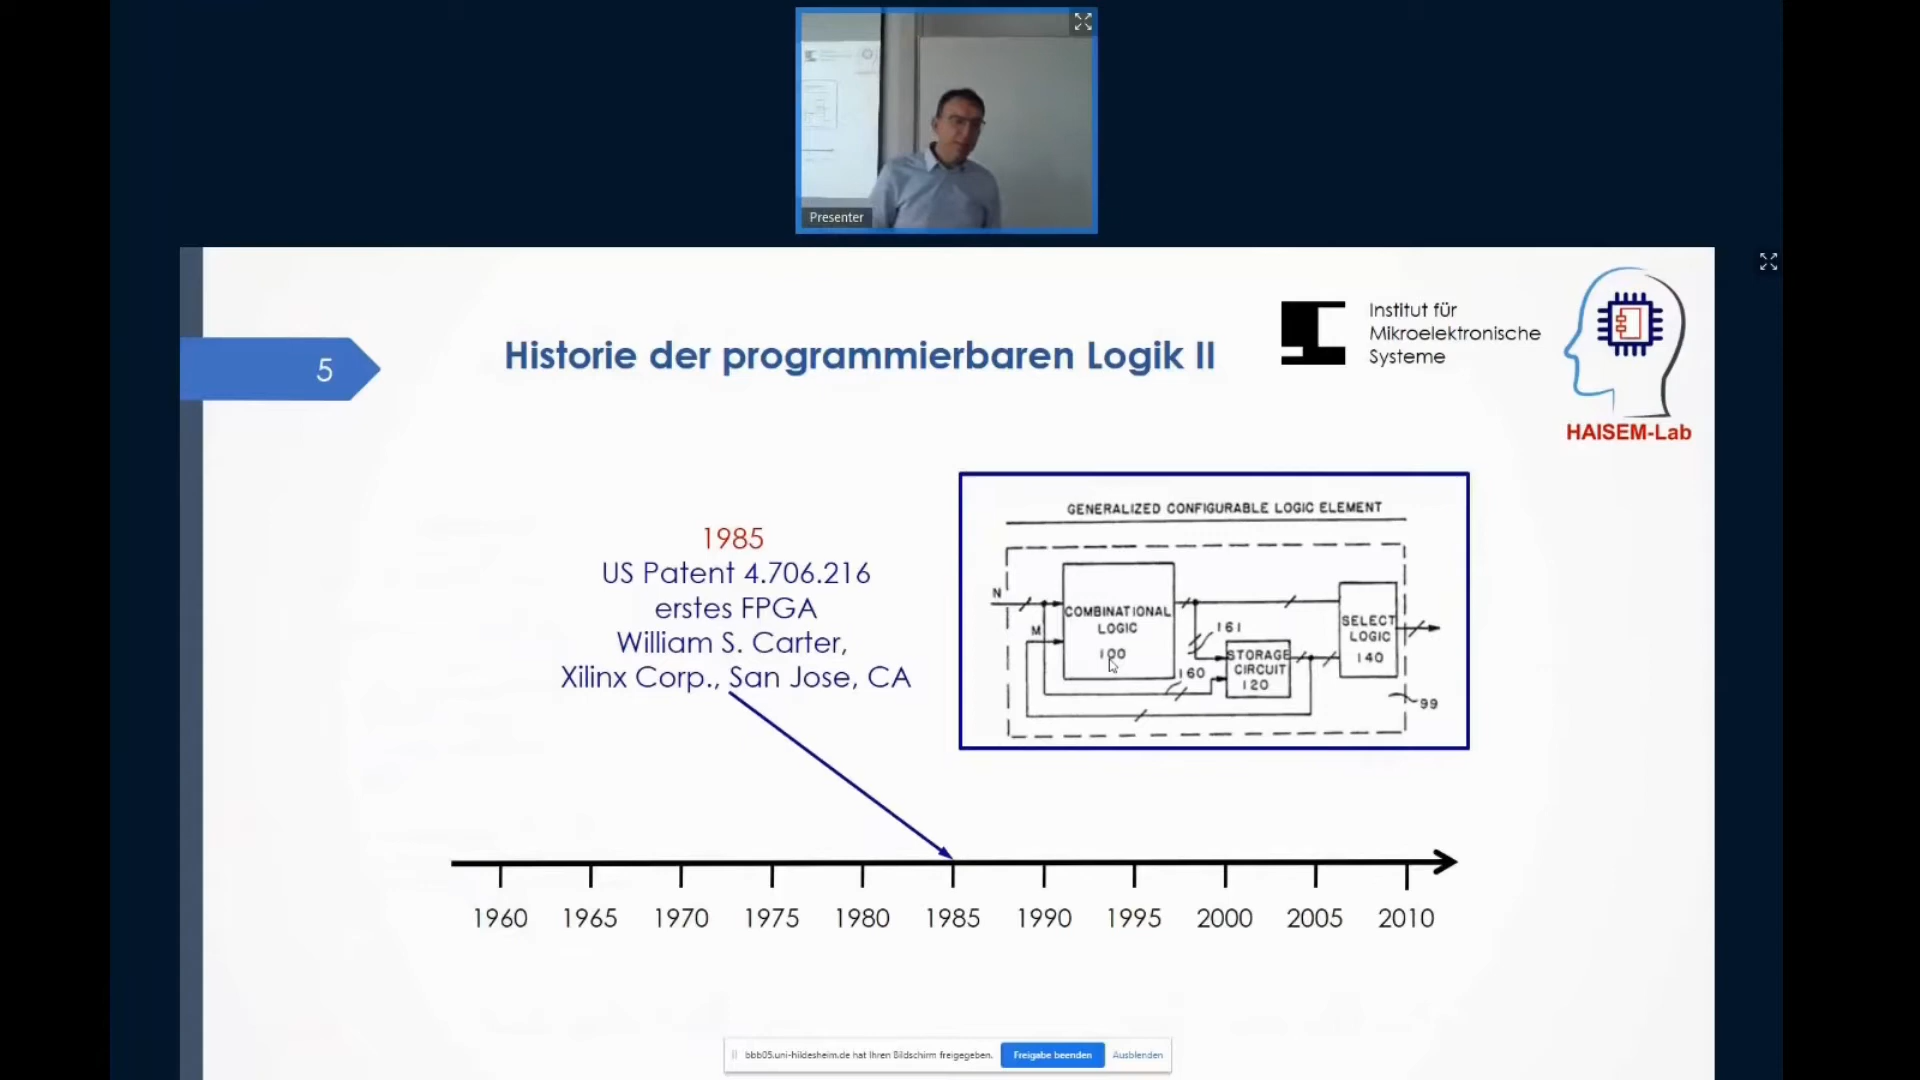 Presenter
5
Historie der programmierbaren Logik II
Institut für
Mikroelektronische
Systeme
HAISEM-Lab
1985
US Patent 4.706.216
erstes FPGA
William S. Carter,
Xilinx Corp., San Jose, CA
GENERALIZED CONFIGURABLE LOGIC ELEMENT
N
M
COMBINATIONAL
LOGIC
100
161
160
STORAGE
CIRCUIT
120
SELECT
LOGIC
140
99
1960 1965 1970 1975 1980 1985 1990 1995 2000 2005 2010
bbb05.uni-hildesheim.de hat Ihren Bildschirm freigegeben. Freigabe beenden Ausblenden